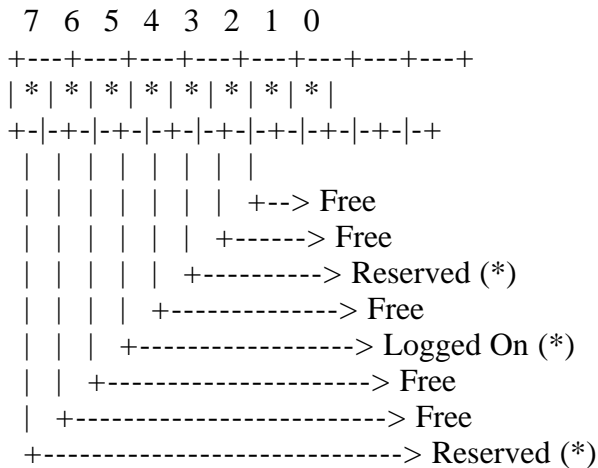 7 6 5 4 3 2 1 0
+---+---+---+---+---+---+---+---+
| * | * | * | * | * | * | * | * |
+-|-+-|-+-|-+-|-+-|-+-|-+-|-+-|-+
| | | | | | | |
| | | | | | | +--> Free
| | | | | | +------> Free
| | | | | +----------> Reserved (*)
| | | | +--------------> Free
| | | +------------------> Logged On (*)
| | +----------------------> Free
| +--------------------------> Free
+------------------------------> Reserved (*)